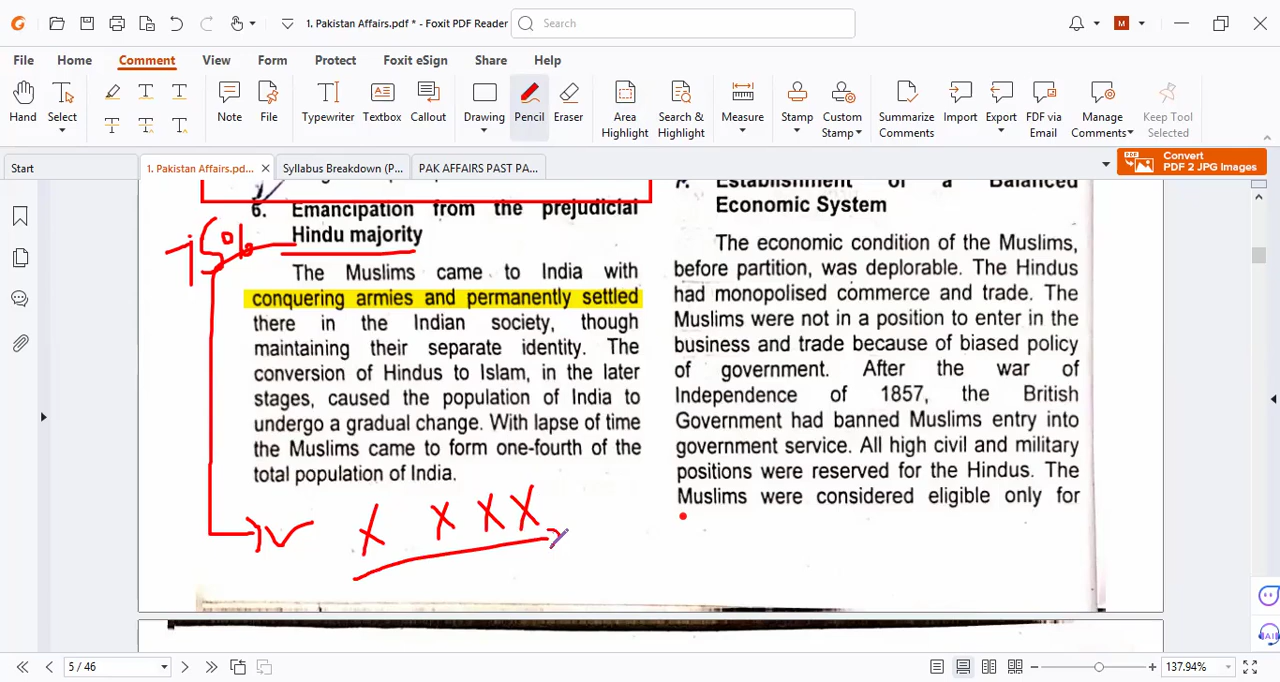 1. Pakistan Affairs.pdf * - Foxit PDF Reader
Search
M
File Home Comment View Form Protect Foxit eSign Share Help
Hand Select Note File Typewriter Textbox Callout Drawing Pencil Eraser Area Highlight Search & Highlight Measure Stamp Custom Stamp Summarize Comments Import Export FDF via Email Manage Comments Keep Tool Selected
Start 1. Pakistan Affairs.pd... Syllabus Breakdown (P... PAK AFFAIRS PAST PA... Convert PDF 2 JPG Images
6. Emancipation from the prejudicial
Hindu majority
75%
The Muslims came to India with
conquering armies and permanently settled
there in the Indian society, though
maintaining their separate identity. The
conversion of Hindus to Islam, in the later
stages, caused the population of India to
undergo a gradual change. With lapse of time
the Muslims came to form one-fourth of the
total population of India.
X X X X
7. Establishment of a Balanced
Economic System
The economic condition of the Muslims,
before partition, was deplorable. The Hindus
had monopolised commerce and trade. The
Muslims were not in a position to enter in the
business and trade because of biased policy
of government. After the war of
Independence of 1857, the British
Government had banned Muslims entry into
government service. All high civil and military
positions were reserved for the Hindus. The
Muslims were considered eligible only for
5 / 46
137.94%